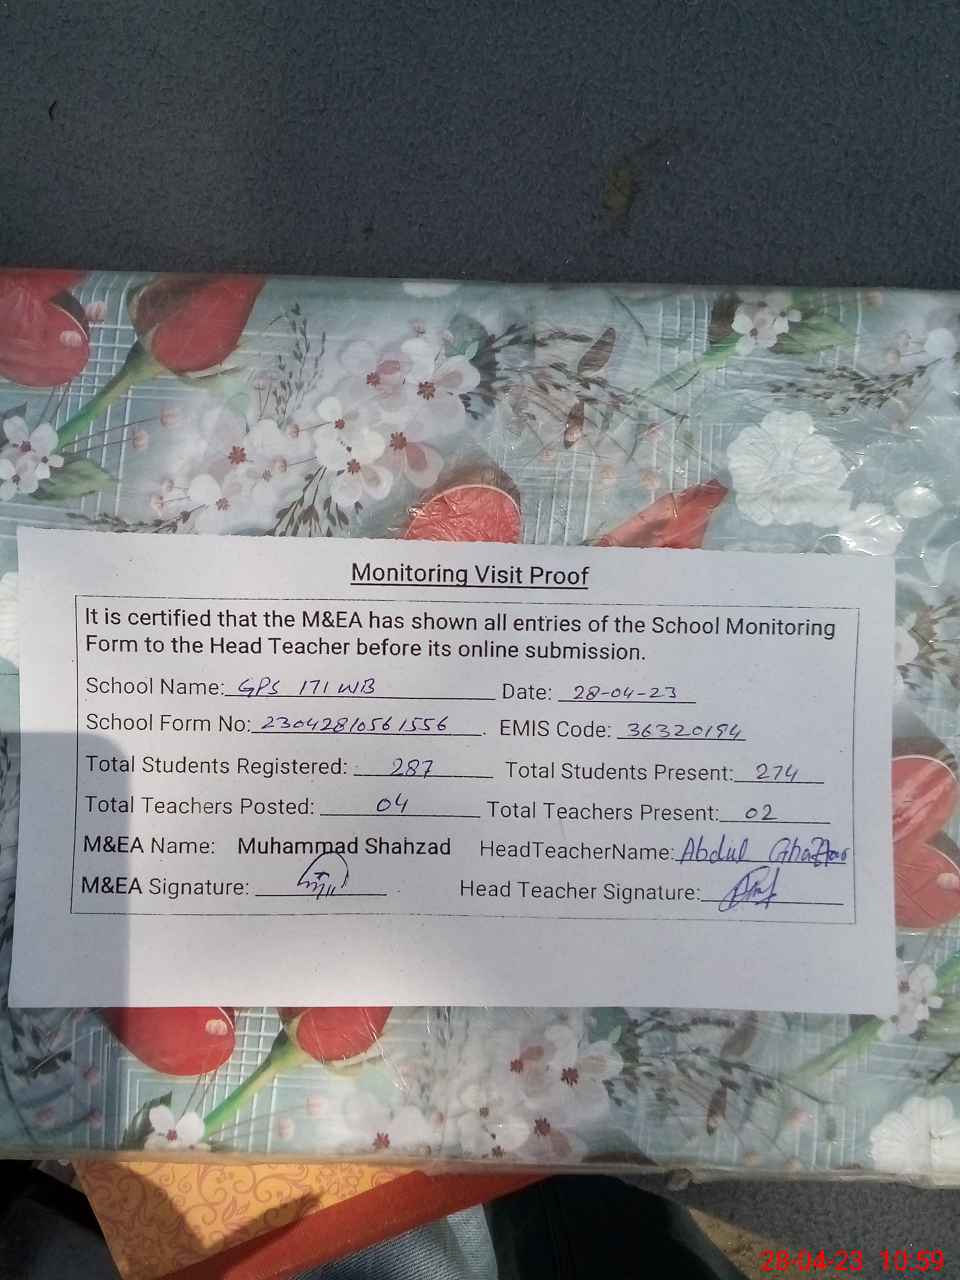 Monitoring Visit Proof
It is certified that the M&EA has shown all entries of the School Monitoring
Form to the Head Teacher before its online submission.
School Name: GPS 171 WB Date: 28-04-23
School Form No: 23042810561556. EMIS Code: 36320194
Total Students Registered: 287 Total Students Present: 274
Total Teachers Posted: 04 Total Teachers Present: 02
M&EA Name: Muhammad Shahzad HeadTeacherName: Abdul
M&EA Signature: Head Teacher Signature:
28-04-23 10:59